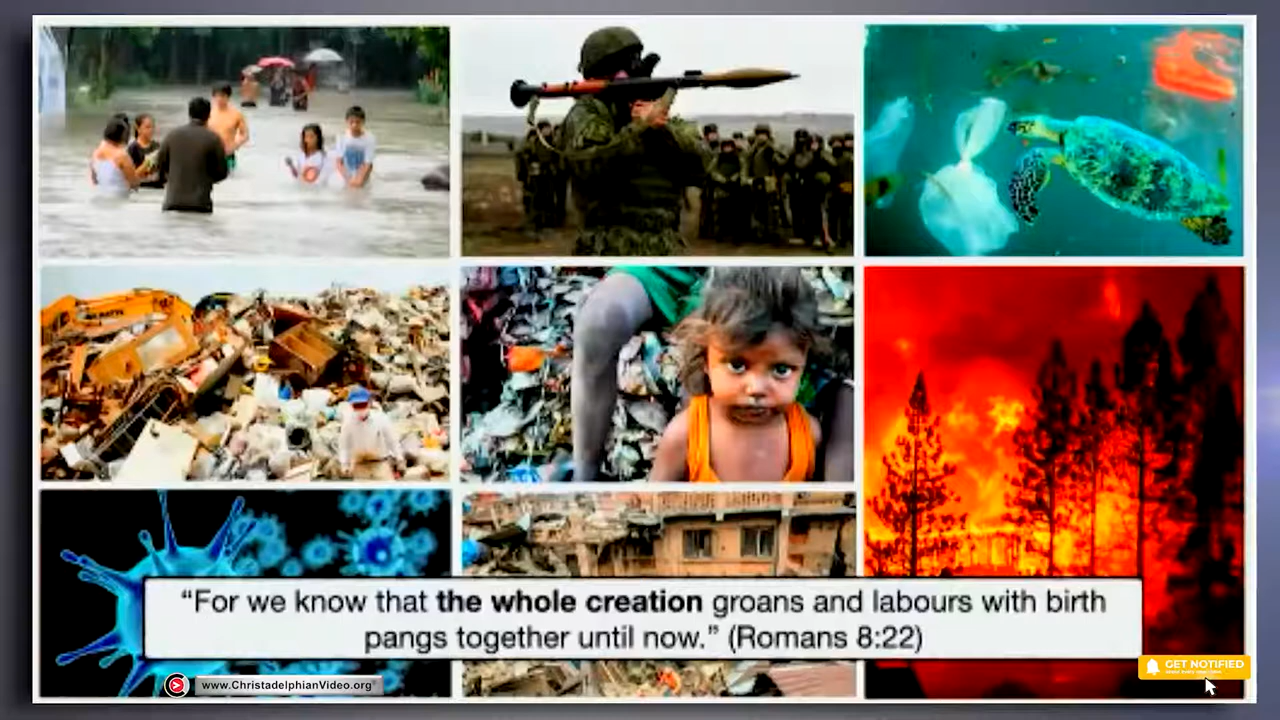 “For we know that the whole creation groans and labours with birth
pangs together until now.” (Romans 8:22)
www.ChristadelphianVideo.org
GET NOTIFIED